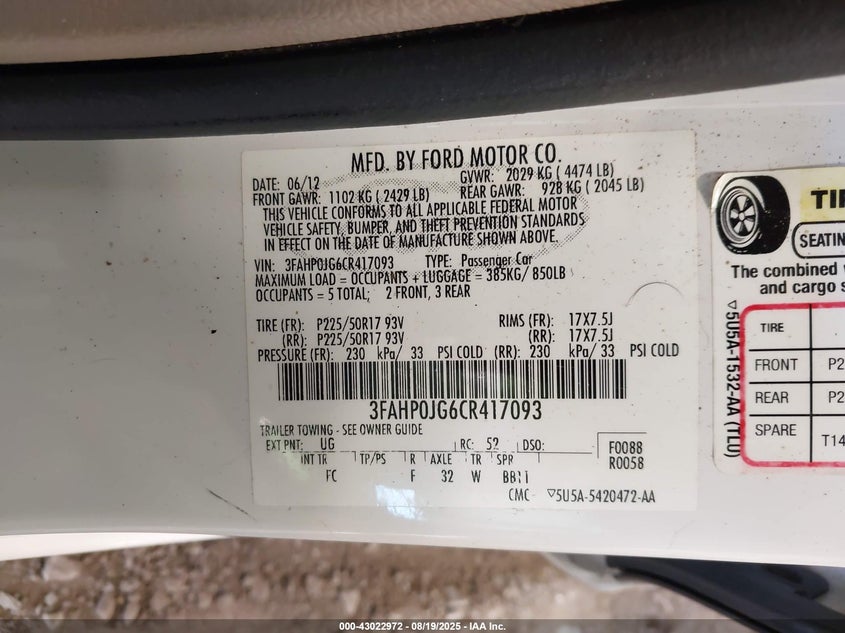 MFD. BY FORD MOTOR CO.
DATE: 06/12 GVWR: 2029 KG ( 4474 LB)
FRONT GAWR: 1102 KG ( 2429 LB) REAR GAWR: 928 KG ( 2045 LB)
THIS VEHICLE CONFORMS TO ALL APPLICABLE FEDERAL MOTOR
VEHICLE SAFETY, BUMPER, AND THEFT PREVENTION STANDARDS
IN EFFECT ON THE DATE OF MANUFACTURE SHOWN ABOVE.
VIN: 3FAHP0JG6CR417093 TYPE: Passenger Car
MAXIMUM LOAD = OCCUPANTS + LUGGAGE = 385KG/ 850LB
OCCUPANTS = 5 TOTAL; 2 FRONT, 3 REAR
TIRE (FR): P225/50R17 93V RIMS (FR): 17X7.5J
(RR): P225/50R17 93V (RR): 17X7.5J
PRESSURE (FR): 230 kPa/ 33 PSI COLD (RR): 230 kPa/ 33 PSI COLD
3FAHP0JG6CR417093
TRAILER TOWING - SEE OWNER GUIDE
EXT PNT: UG RC: 52 DSO: F0088
INT TR TP/PS R AXLE TR SPR R0058
FC F 32 W BB11
CMC ▽5U5A-5420472-AA
▽5U5A-1532-AA (TLU)
TIR
SEATIN
The combined
and cargo s
TIRE
FRONT P2
REAR P2
SPARE T14
000-43022972 - 08/19/2025 - IAA Inc.